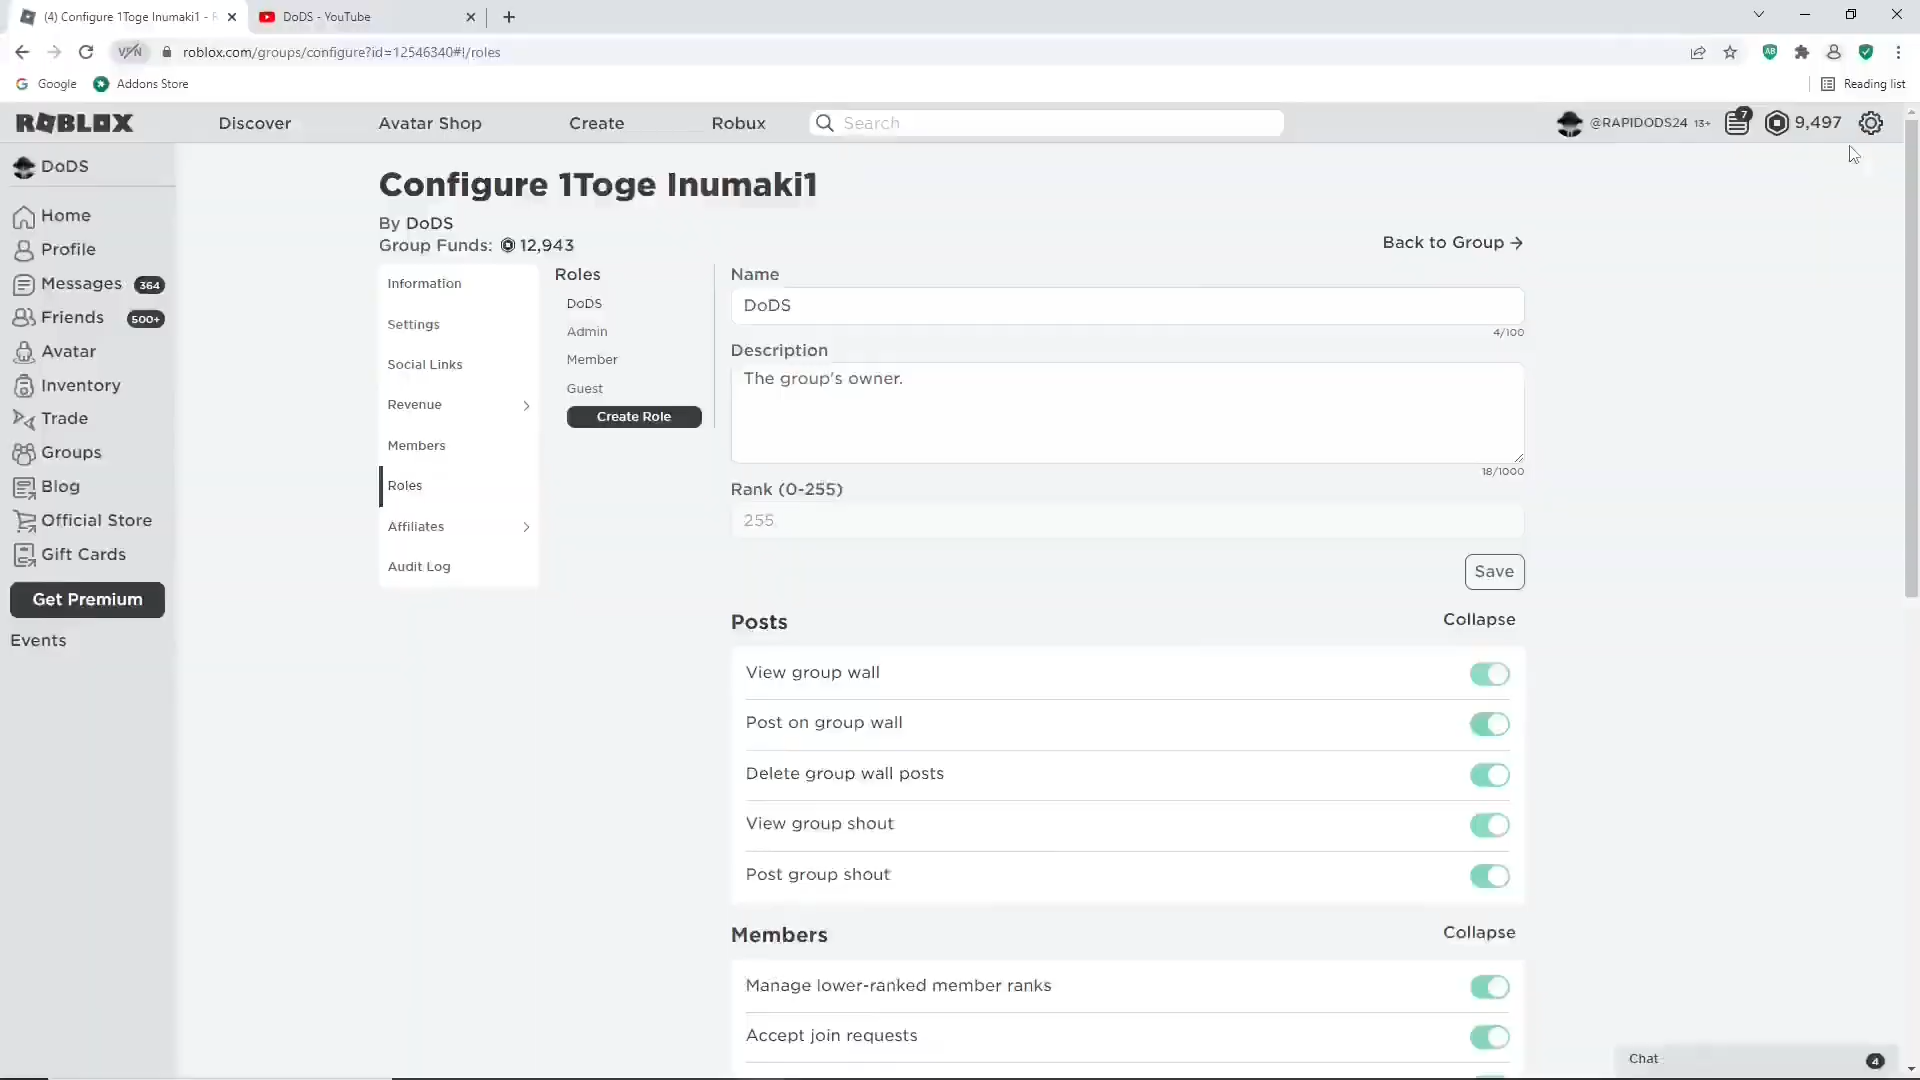 (4) Configure 1Toge Inumaki1 -
DoDS - YouTube
VPN
roblox.com/groups/configure?id=12546340#!/roles
Google
Addons Store
Reading list
ROBLOX
Discover
Avatar Shop
Create
Robux
Search
@RAPIDODS24 13+
7
9,497
DoDS
Home
Profile
Messages 364
Friends 500+
Avatar
Inventory
Trade
Groups
Blog
Official Store
Gift Cards
Get Premium
Events
Configure 1Toge Inumaki1
By DoDS
Group Funds: 12,943
Back to Group →
Information
Settings
Social Links
Revenue
Members
Roles
Affiliates
Audit Log
Roles
DoDS
Admin
Member
Guest
Create Role
Name
DoDS
4/100
Description
The group's owner.
18/1000
Rank (0-255)
255
Save
Posts
Collapse
View group wall
Post on group wall
Delete group wall posts
View group shout
Post group shout
Members
Collapse
Manage lower-ranked member ranks
Accept join requests
Chat
4